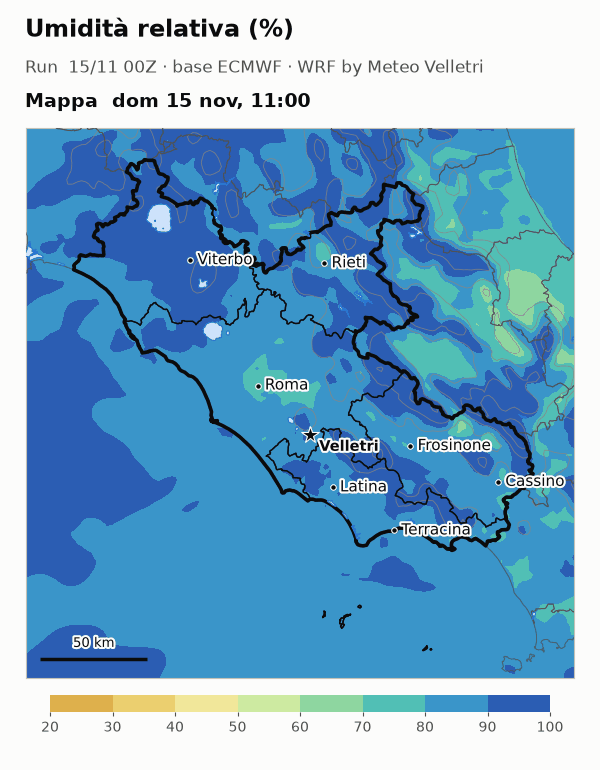 Umidità relativa (%)
Run  15/11 00Z · base ECMWF · WRF by Meteo Velletri
Mappa  dom 15 nov, 11:00
Viterbo
Rieti
Roma
Velletri
Frosinone
Latina
Cassino
Terracina
50 km
20 30 40 50 60 70 80 90 100